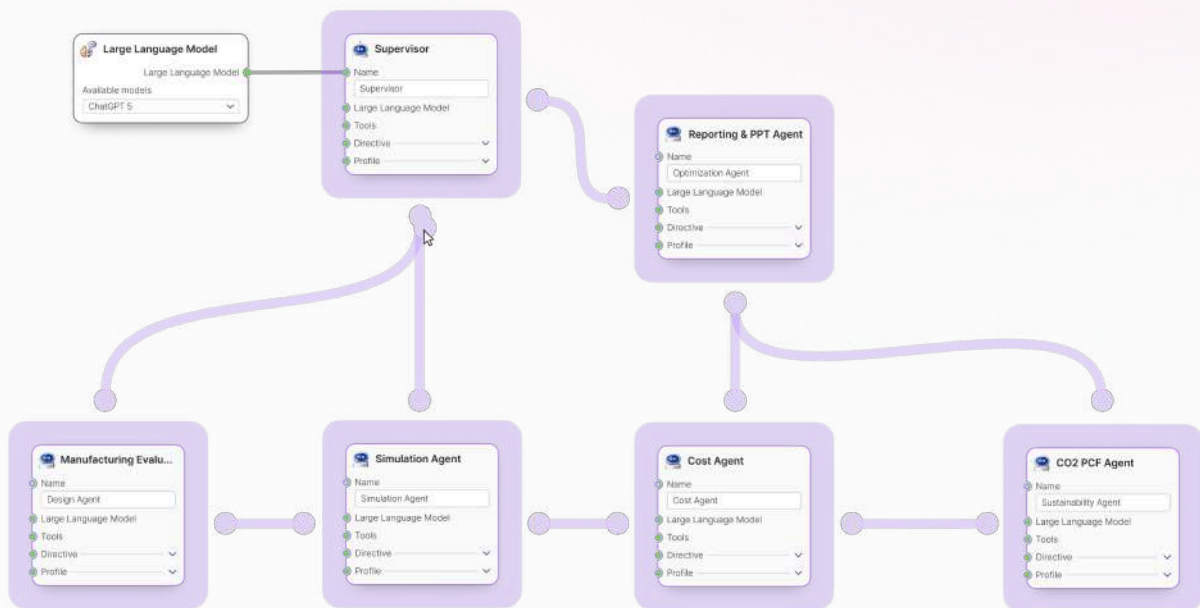 Large Language Model
Large Language Model
Available models
ChatGPT 5
Supervisor
Name
Supervisor
Large Language Model
Tools
Directive
Profile
Reporting & PPT Agent
Name
Optimization Agent
Large Language Model
Tools
Directive
Profile
Manufacturing Evalu...
Name
Design Agent
Large Language Model
Tools
Directive
Profile
Simulation Agent
Name
Simulation Agent
Large Language Model
Tools
Directive
Profile
Cost Agent
Name
Cost Agent
Large Language Model
Tools
Directive
Profile
CO2 PCF Agent
Name
Sustainability Agent
Large Language Model
Tools
Directive
Profile